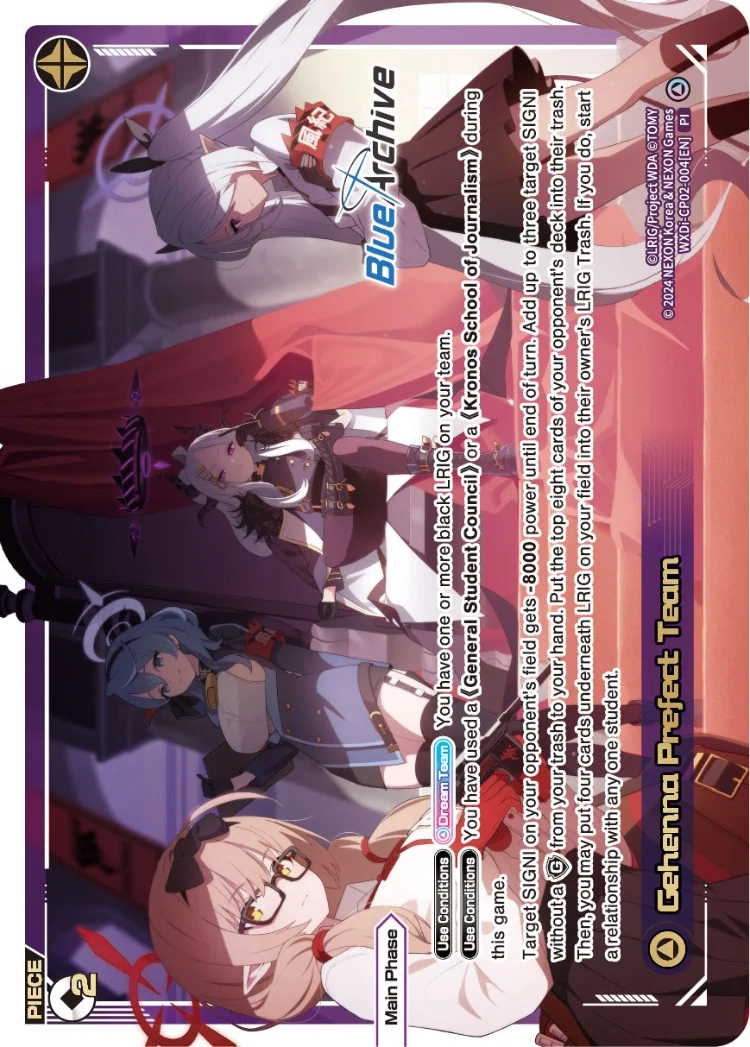 PIECE
2
Blue Archive
風紀
Main Phase
Use Conditions Dream Team You have one or more black LRIG on your team.
Use Conditions You have used a 《General Student Council》 or a 《Kronos School of Journalism》 during
this game.
Target SIGNI on your opponent's field gets -8000 power until end of turn. Add up to three target SIGNI
without a G from your trash to your hand. Put the top eight cards of your opponent's deck into their trash.
Then, you may put four cards underneath LRIG on your field into their owner's LRIG Trash. If you do, start
a relationship with any one student.
Gehenna Prefect Team
©LRIG/Project WDA ©TOMY
© 2024 NEXON Korea & NEXON Games
WXDi-CP02-004[EN] PI